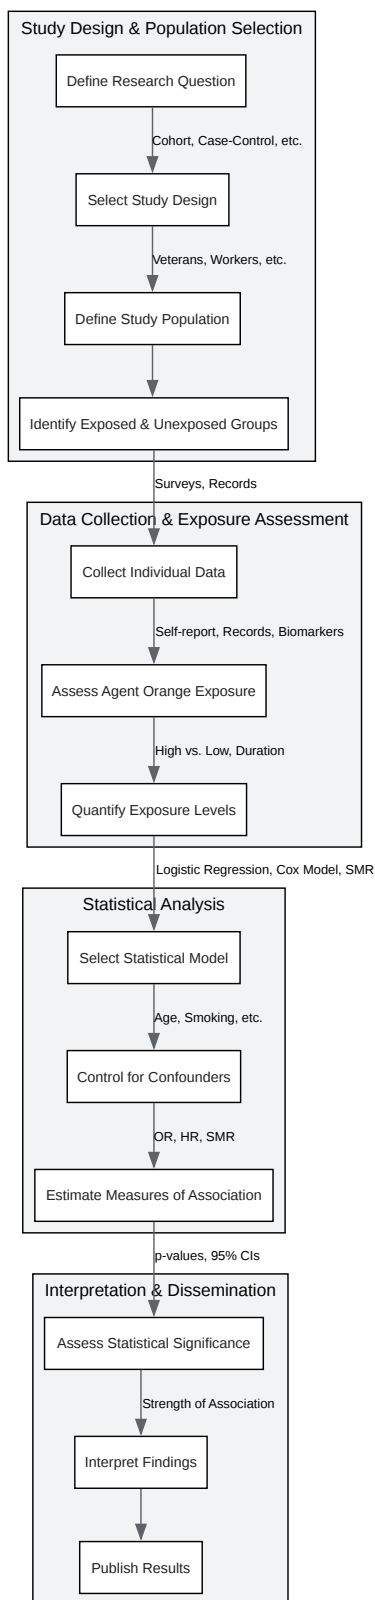 Study Design & Population Selection
Define Research Question
Cohort, Case-Control, etc.
Select Study Design
Veterans, Workers, etc.
Define Study Population
Identify Exposed & Unexposed Groups
Surveys, Records
Data Collection & Exposure Assessment
Collect Individual Data
Self-report, Records, Biomarkers
Assess Agent Orange Exposure
High vs. Low, Duration
Quantify Exposure Levels
Logistic Regression, Cox Model, SMR
Statistical Analysis
Select Statistical Model
Age, Smoking, etc.
Control for Confounders
OR, HR, SMR
Estimate Measures of Association
p-values, 95% CIs
Interpretation & Dissemination
Assess Statistical Significance
Strength of Association
Interpret Findings
Publish Results